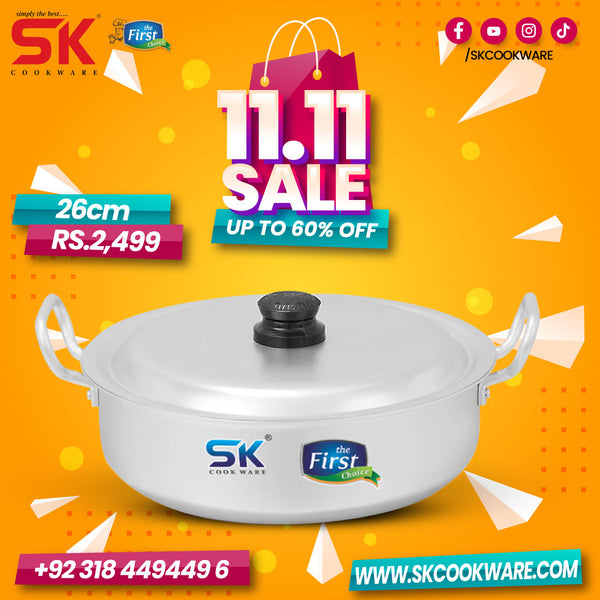 simply the best.....
SK®
COOKWARE
the
First
Choice
/SKCOOKWARE
11.11
SALE
UP TO 60% OFF
26cm
RS.2,499
SK®
COOKWARE
the
First
Choice
+92 318 449449 6
WWW.SKCOOKWARE.COM